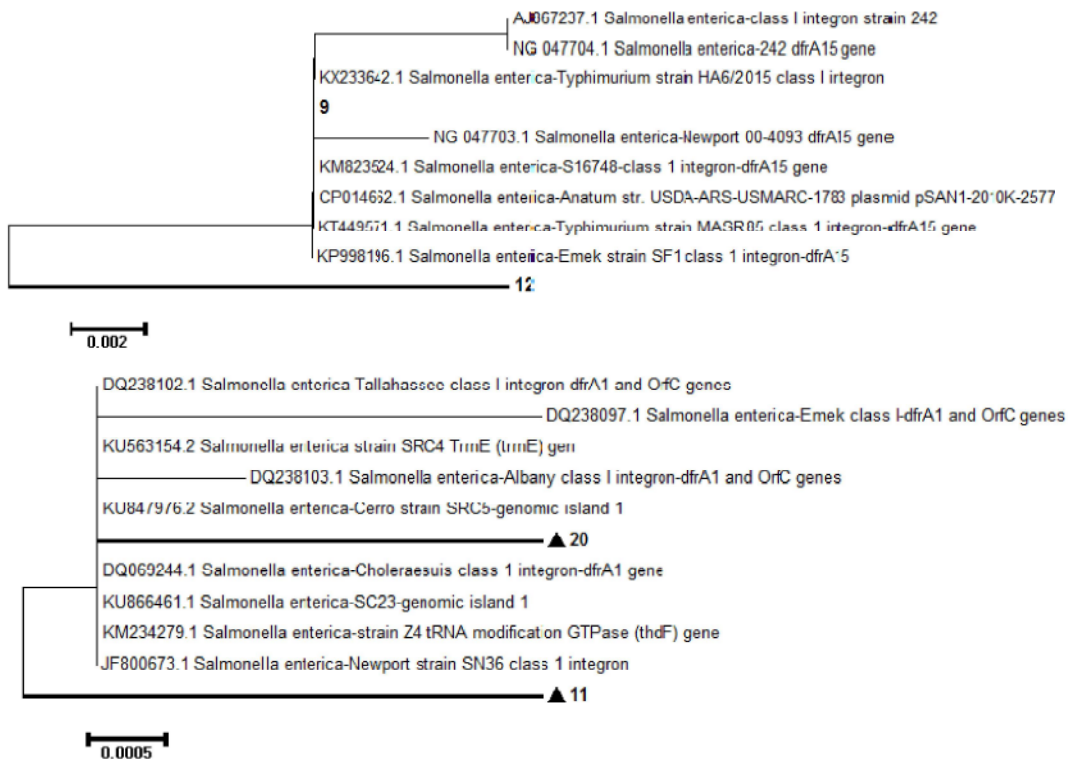 AJ867237.1 Salmonella enterica-class I integron strain 242
NG 047704.1 Salmonella enterica-242 dfrA15 gene
KX233642.1 Salmonella enterica-Typhimurium strain HA6/2015 class I irtegron
9
NG 047703.1 Salmonella enterica-Newport 00-4093 dfrA15 gene
KM823524.1 Salmonella enterica-S16748-class 1 integron-dfrA15 gene
CP014662.1 Salmonella enterica-Anatum str. USDA-ARS-USMARC-1783 plasmid pSAN1-2010K-2577
KT449571.1 Salmonella enterica-Typhimurium strain MASR05 class 1 integron-dfrA15 gene
KP998196.1 Salmonella enterica-Emek strain SF1 class 1 integron-dfrA15
12
0.002
DQ238102.1 Salmonella enterica Tallahassee class I integron dfrA1 and OrfC genes
DQ238097.1 Salmonella enterica-Emek class I-dfrA1 and OrfC genes
KU563154.2 Salmonella enterica strain SRC4 TrmE (trmE) gen
DQ238103.1 Salmonella enterica-Albany class I integron-dfrA1 and OrfC genes
KU847976.2 Salmonella enterica-Cerro strain SRC5-genomic island 1
20
DQ069244.1 Salmonella enterica-Choleraesuis class 1 integron-dfrA1 gene
KU866461.1 Salmonella enterica-SC23-genomic island 1
KM234279.1 Salmonella enterica-strain Z4 tRNA modification GTPase (thdF) gene
JF800673.1 Salmonella enterica-Newport strain SN36 class 1 integron
11
0.0005